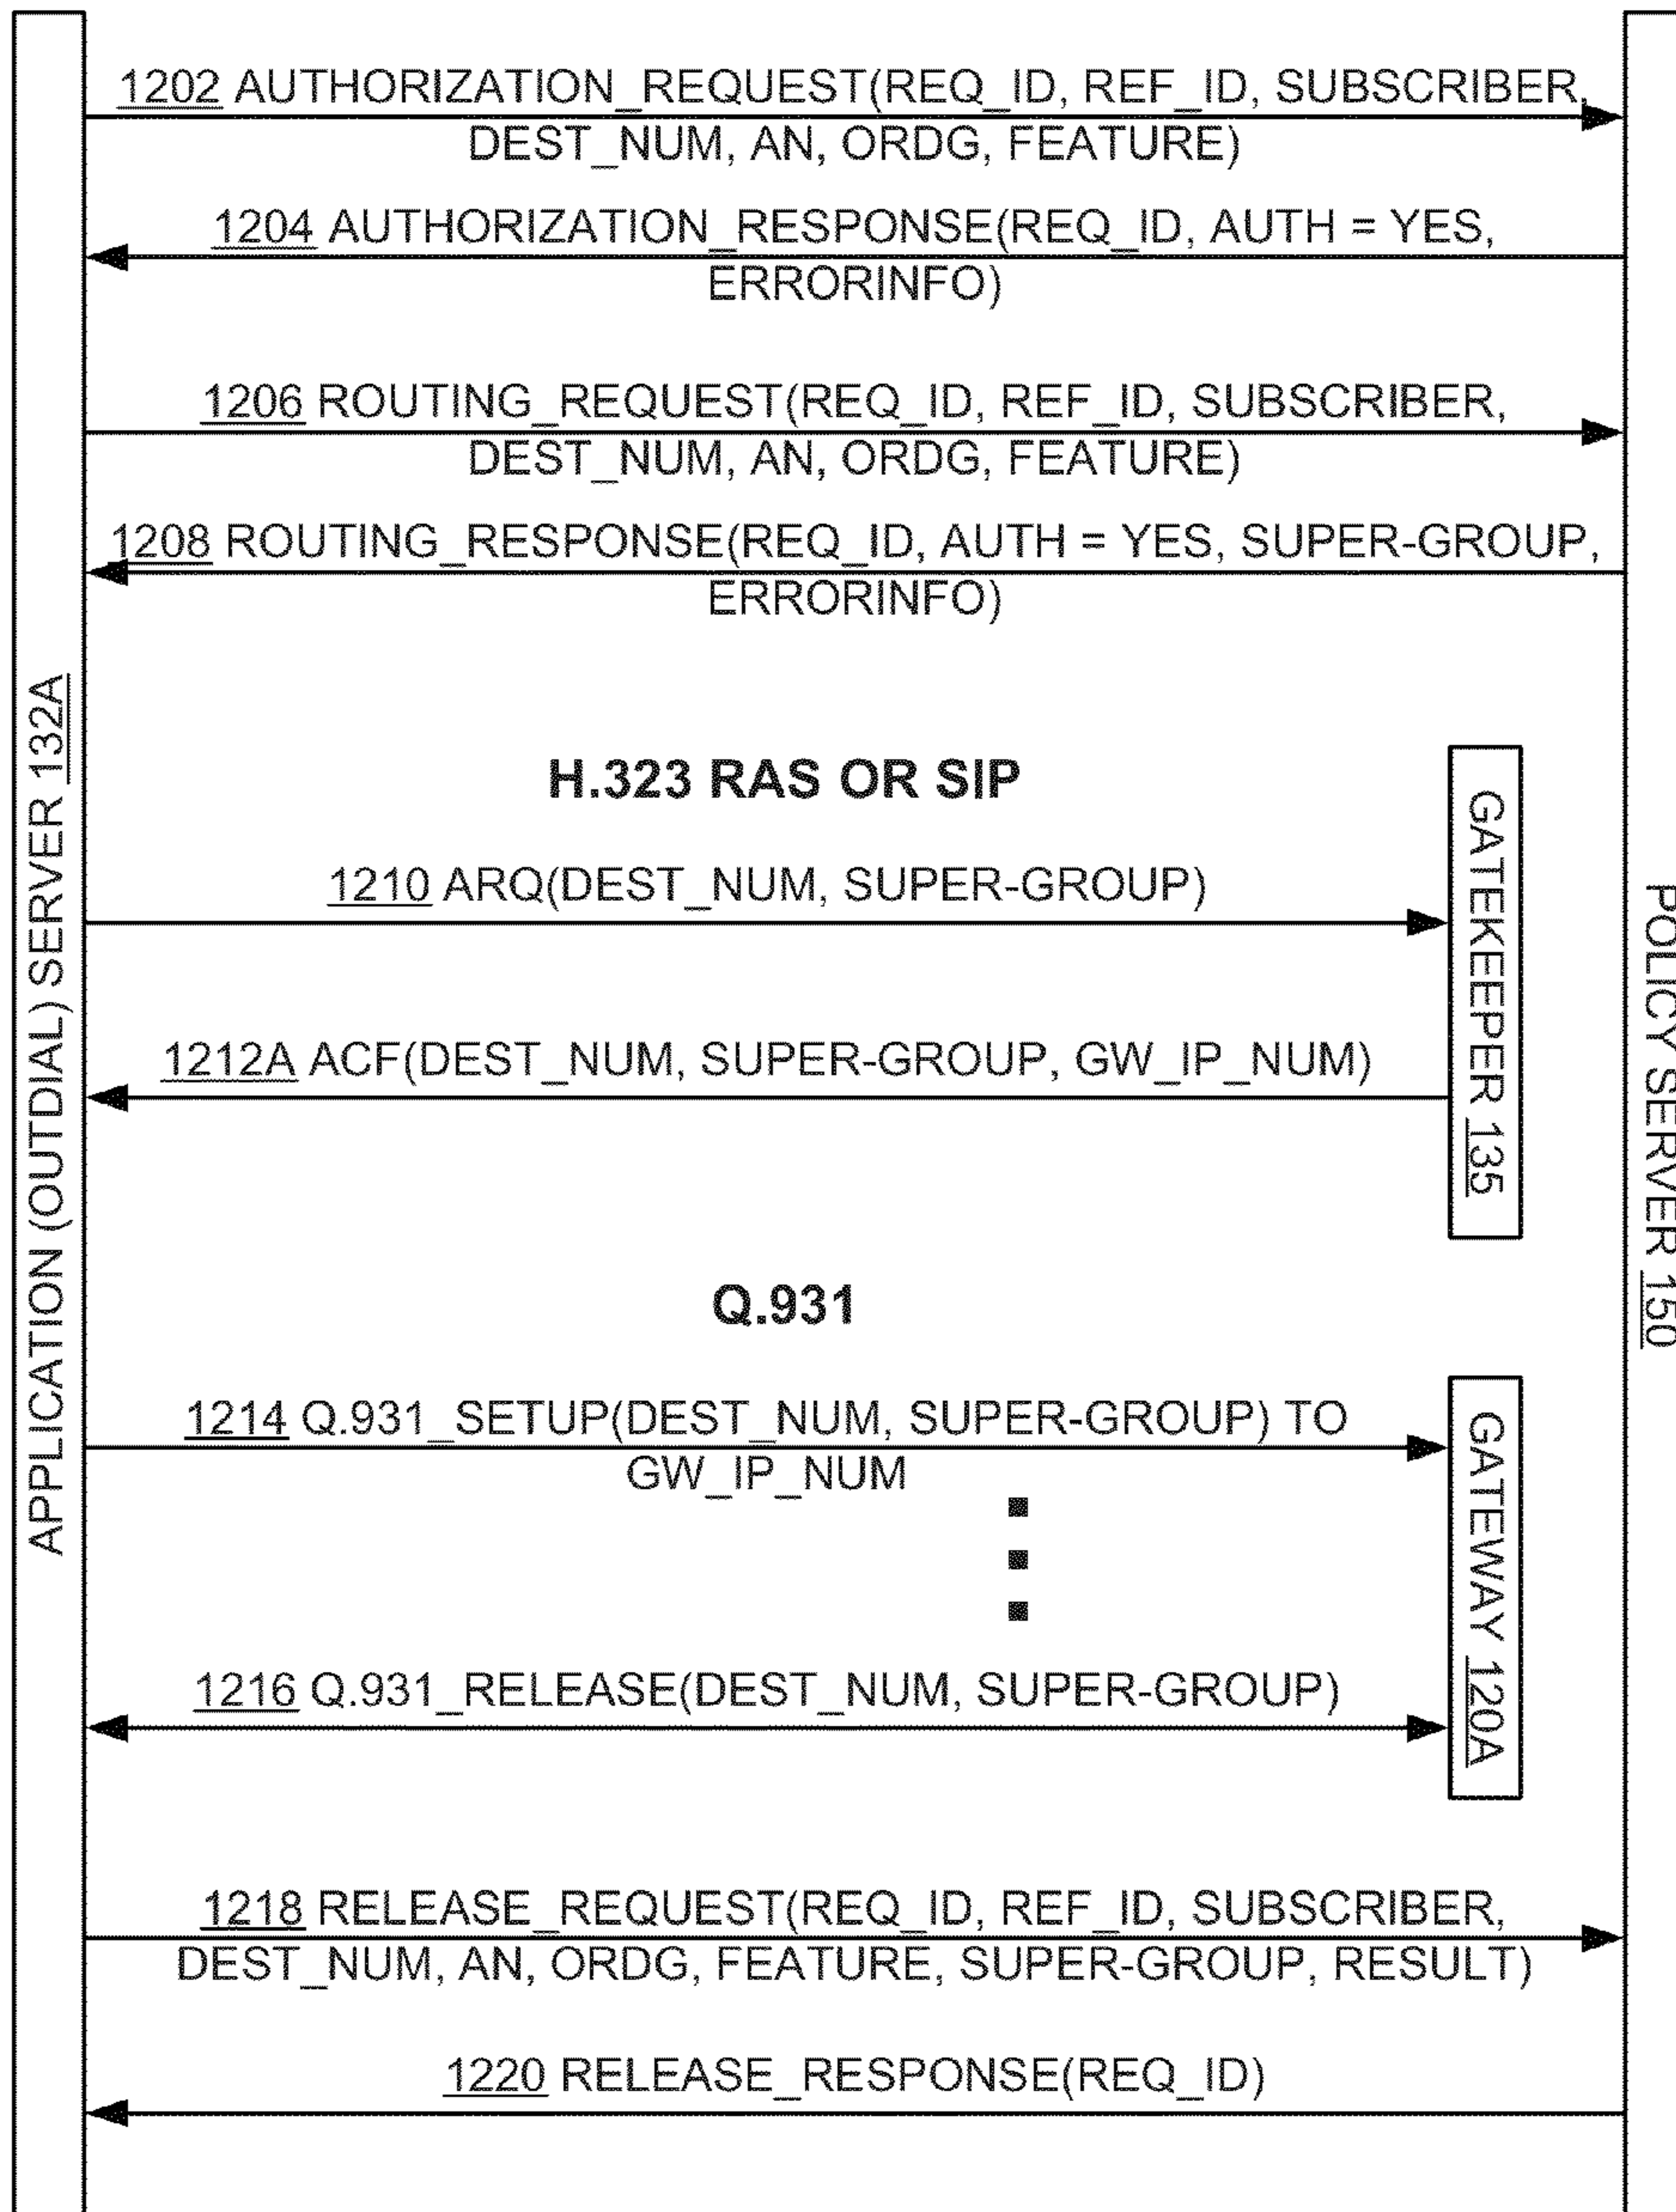 1202 AUTHORIZATION_REQUEST(REQ_ID, REF_ID, SUBSCRIBER,
DEST_NUM, AN, ORDG, FEATURE)
1204 AUTHORIZATION_RESPONSE(REQ_ID, AUTH = YES,
ERRORINFO)
1206 ROUTING_REQUEST(REQ_ID, REF_ID, SUBSCRIBER,
DEST_NUM, AN, ORDG, FEATURE)
1208 ROUTING_RESPONSE(REQ_ID, AUTH = YES, SUPER-GROUP,
ERRORINFO)
APPLICATION (OUTDIAL) SERVER 132A
H.323 RAS OR SIP
1210 ARQ(DEST_NUM, SUPER-GROUP)
1212A ACF(DEST_NUM, SUPER-GROUP, GW_IP_NUM)
GATEKEEPER 135
POLICY SERVER 150
Q.931
1214 Q.931_SETUP(DEST_NUM, SUPER-GROUP) TO
GW_IP_NUM
1216 Q.931_RELEASE(DEST_NUM, SUPER-GROUP)
GATEWAY 120A
1218 RELEASE_REQUEST(REQ_ID, REF_ID, SUBSCRIBER,
DEST_NUM, AN, ORDG, FEATURE, SUPER-GROUP, RESULT)
1220 RELEASE_RESPONSE(REQ_ID)